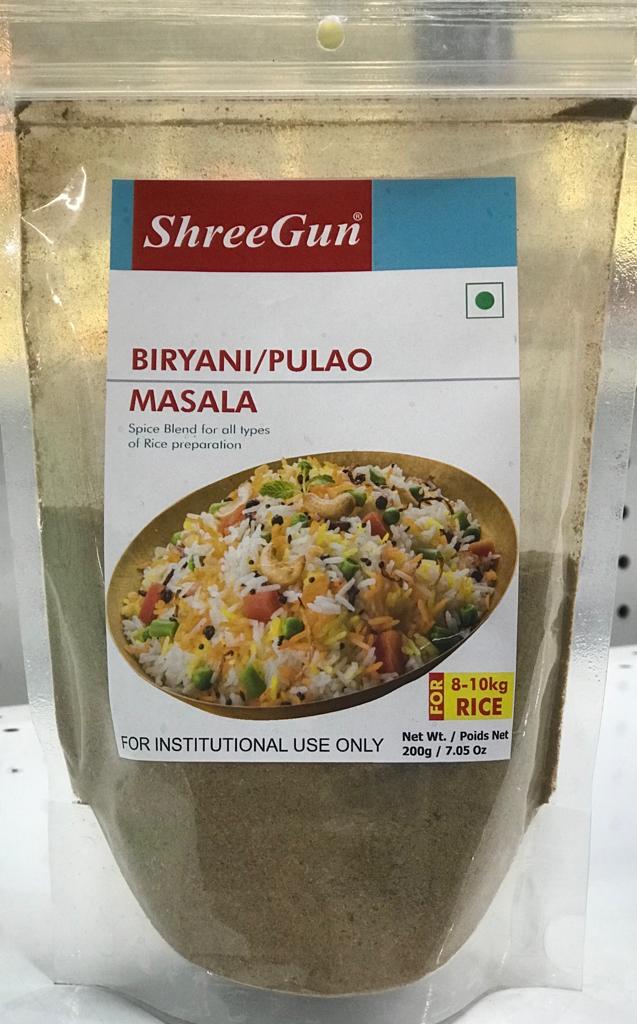 ShreeGun®
BIRYANI/PULAO
MASALA
Spice Blend for all types
of Rice preparation
FOR
8-10kg
RICE
FOR INSTITUTIONAL USE ONLY
Net Wt. / Poids Net
200g / 7.05 Oz